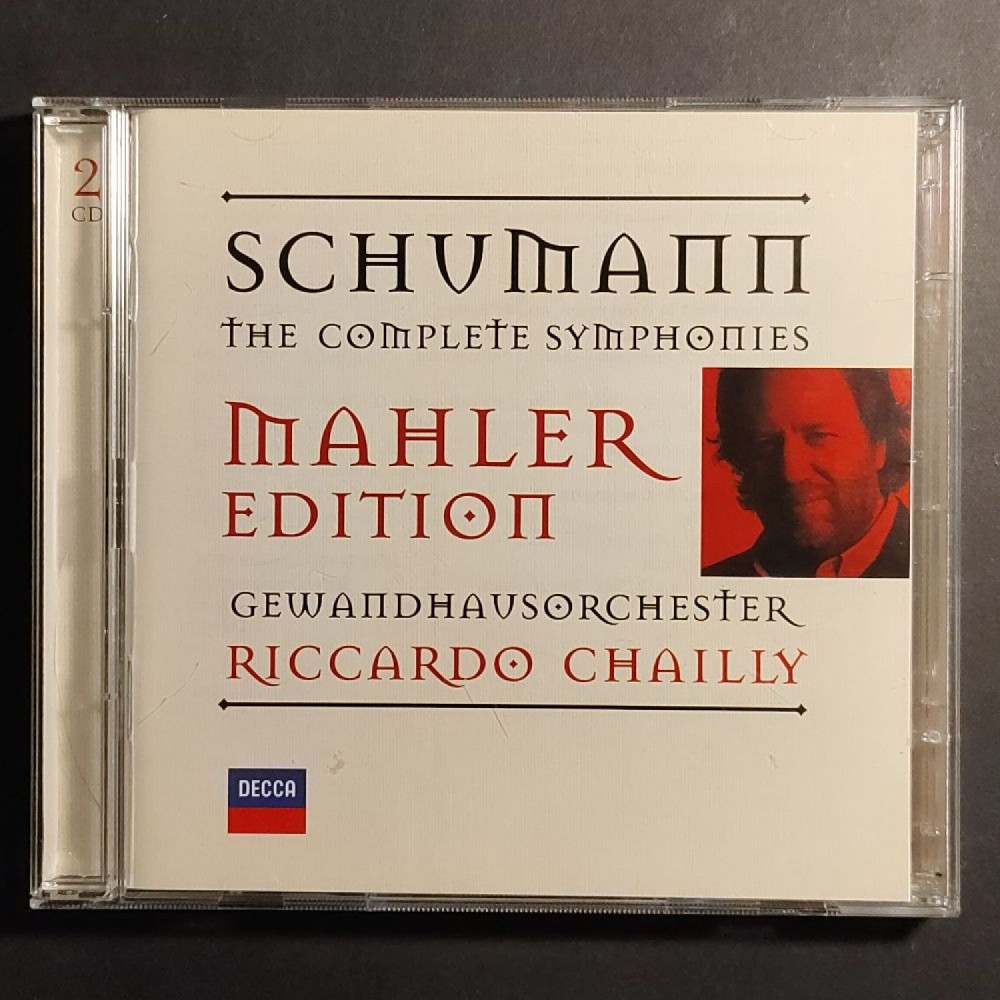 2
CD
SCHUMANN
THE COMPLETE SYMPHONIES
MAHLER
EDITION
GEWANDHAUSORCHESTER
RICCARDO CHAILLY
DECCA